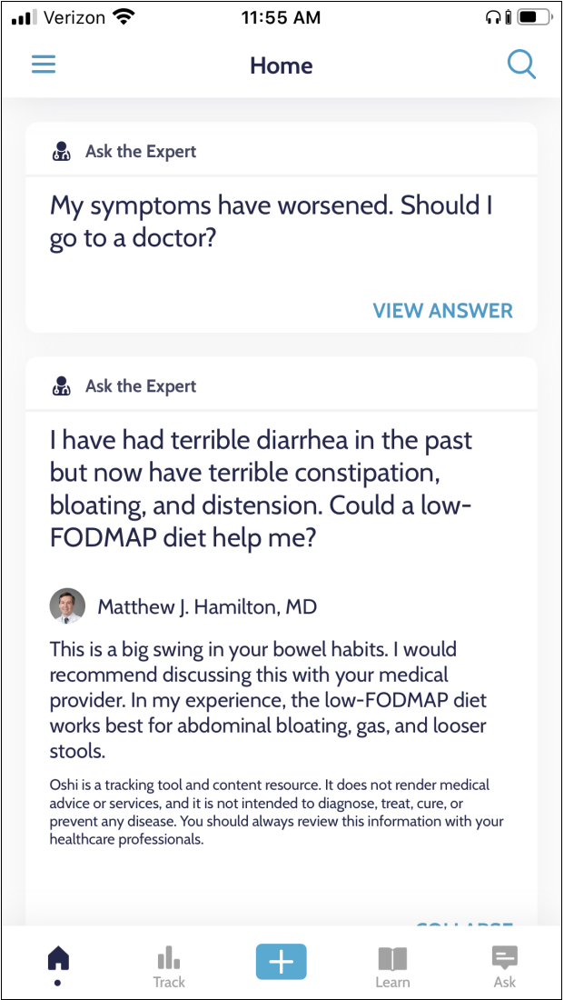 Verizon 11:55 AM
Home
Ask the Expert
My symptoms have worsened. Should I
go to a doctor?
VIEW ANSWER
Ask the Expert
I have had terrible diarrhea in the past
but now have terrible constipation,
bloating, and distension. Could a low-
FODMAP diet help me?
Matthew J. Hamilton, MD
This is a big swing in your bowel habits. I would
recommend discussing this with your medical
provider. In my experience, the low-FODMAP diet
works best for abdominal bloating, gas, and looser
stools.
Oshi is a tracking tool and content resource. It does not render medical
advice or services, and it is not intended to diagnose, treat, cure, or
prevent any disease. You should always review this information with your
healthcare professionals.
COLLAPSE
Track
Learn
Ask